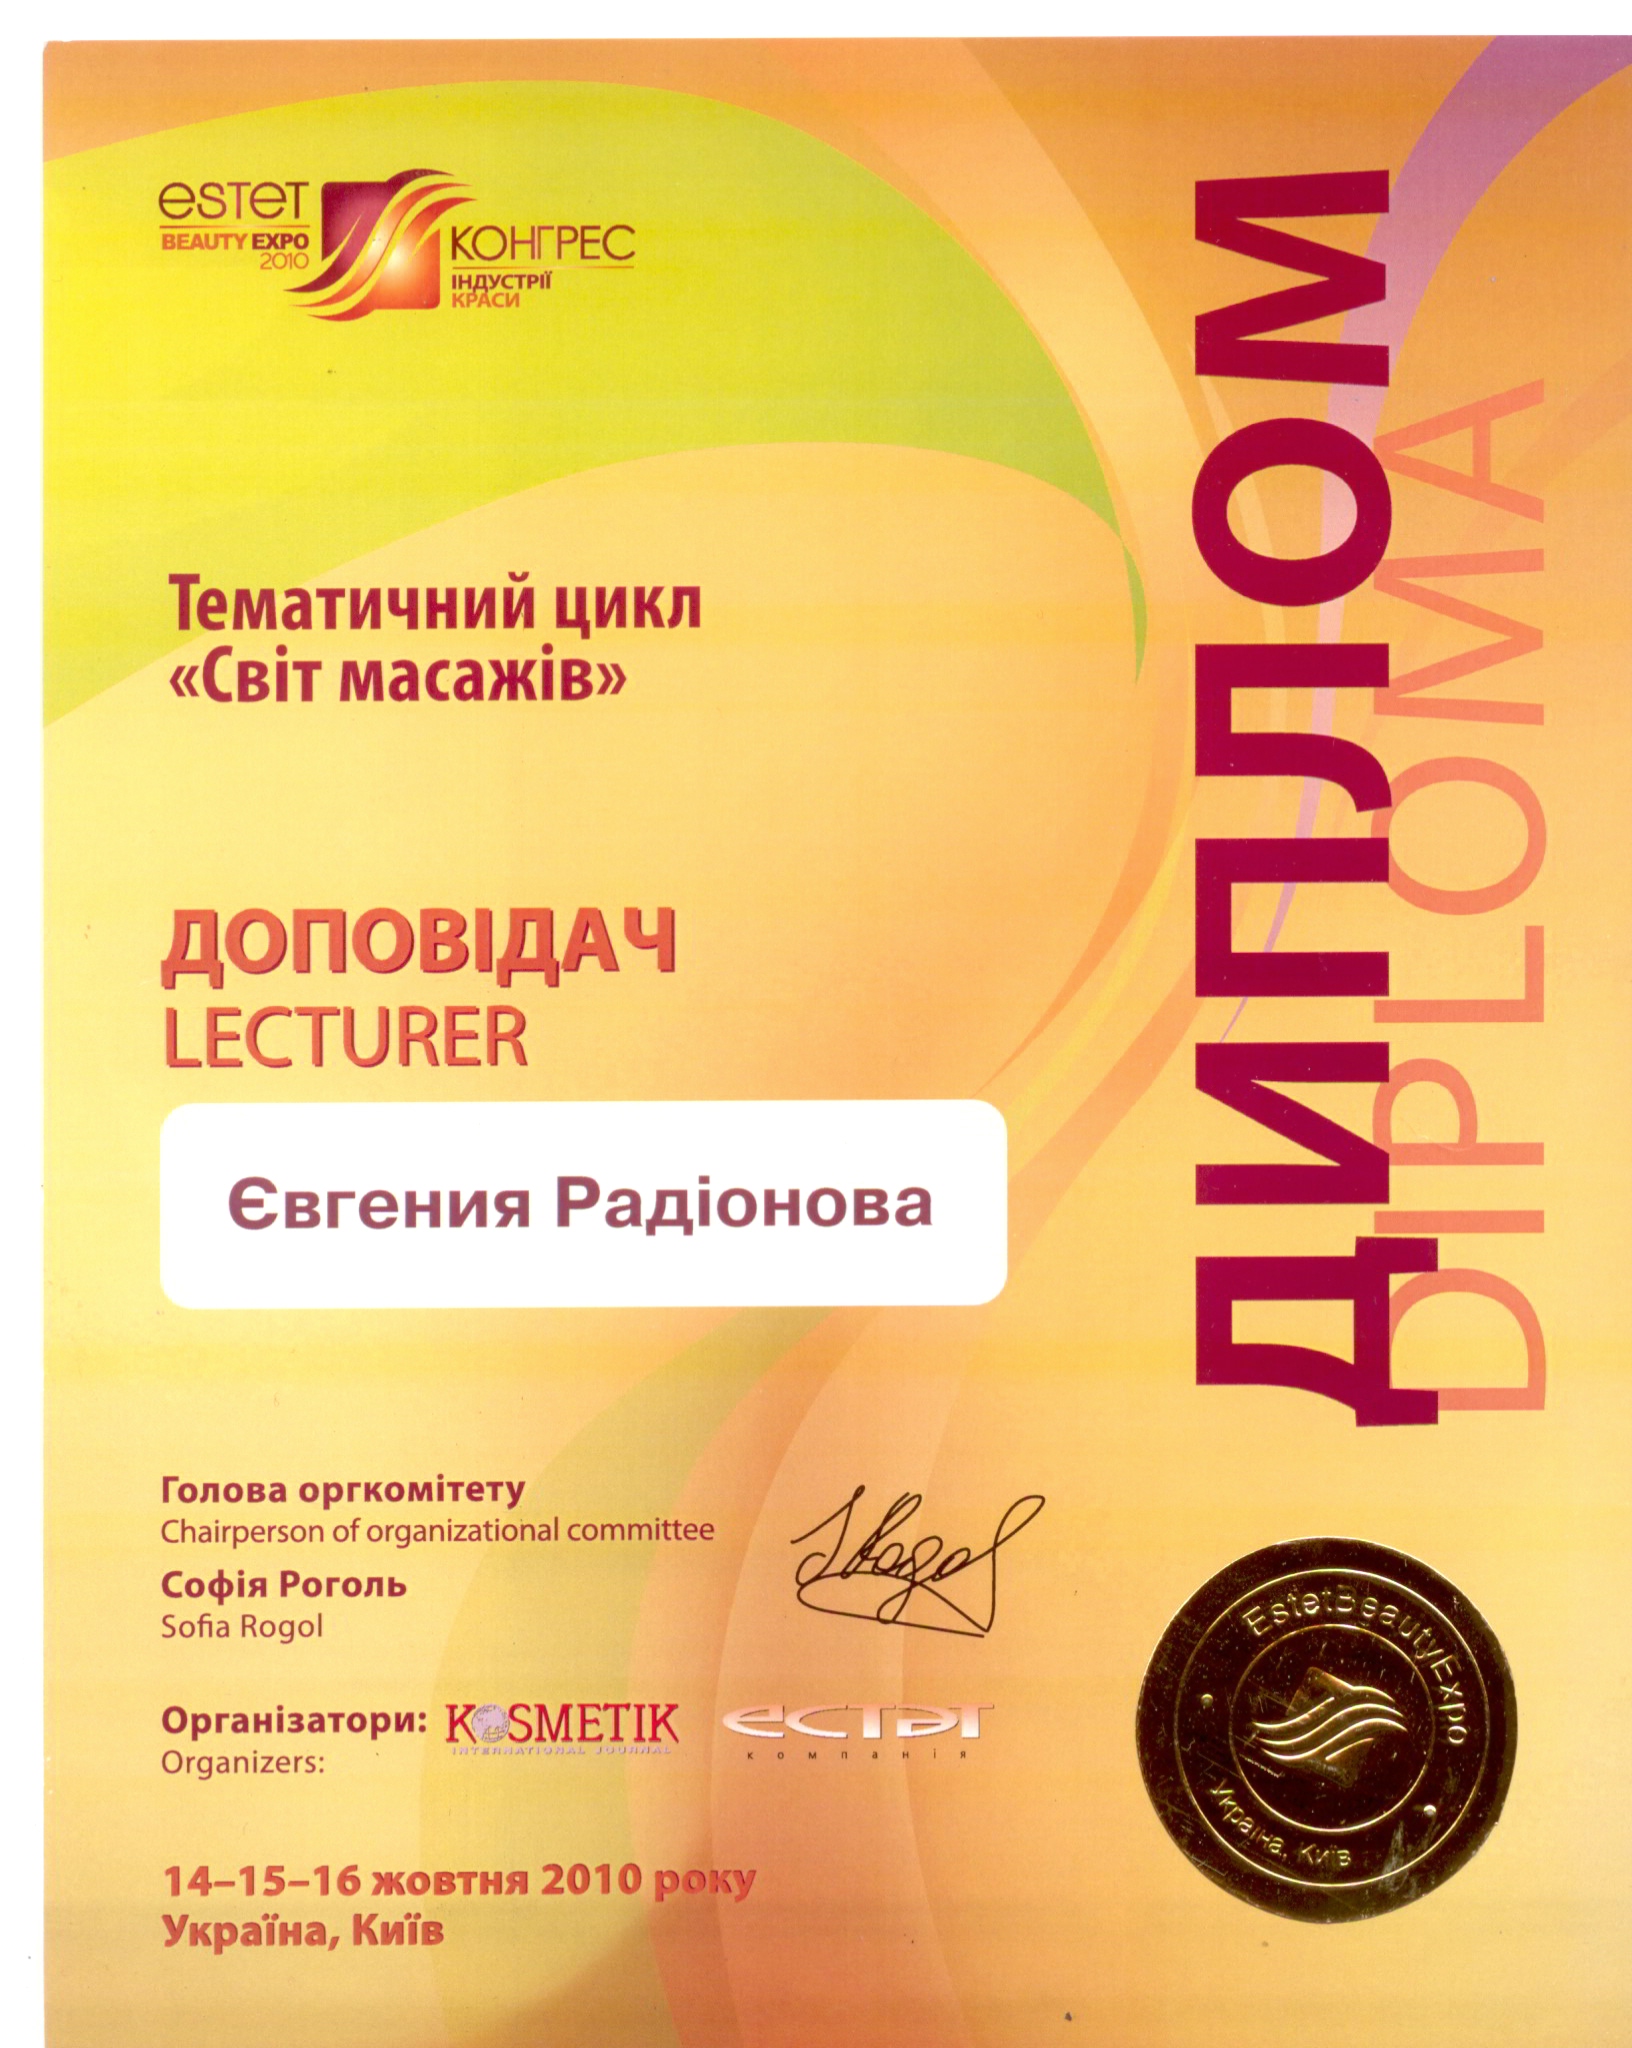 estet
BEAUTY EXPO
2010
КОНГРЕС
ІНДУСТРІЇ
КРАСИ
ДИПЛОМ
DIPLOMA
Тематичний цикл
«Світ масажів»
ДОПОВІДАЧ
LECTURER
Євгения Радіонова
Голова оргкомітету
Chairperson of organizational committee
Софія Роголь
Sofia Rogol
Організатори:
Organizers:
KOSMETIK
INTERNATIONAL JOURNAL
естэт
компанія
EstetBeautyExpo
Україна, Київ
14–15–16 жовтня 2010 року
Україна, Київ